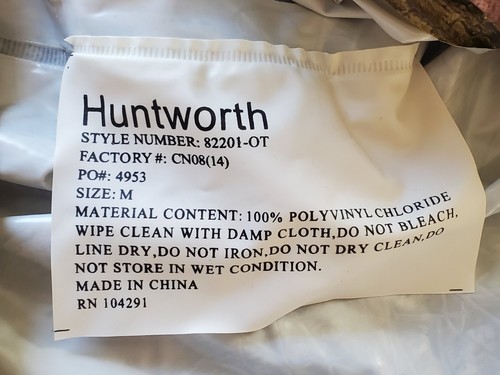 Huntworth
STYLE NUMBER: 82201-OT
FACTORY #: CN08(14)
PO#: 4953
SIZE: M
MATERIAL CONTENT: 100% POLYVINYL CHLORIDE
WIPE CLEAN WITH DAMP CLOTH,DO NOT BLEACH,
LINE DRY,DO NOT IRON,DO NOT DRY CLEAN,DO
NOT STORE IN WET CONDITION.
MADE IN CHINA
RN 104291